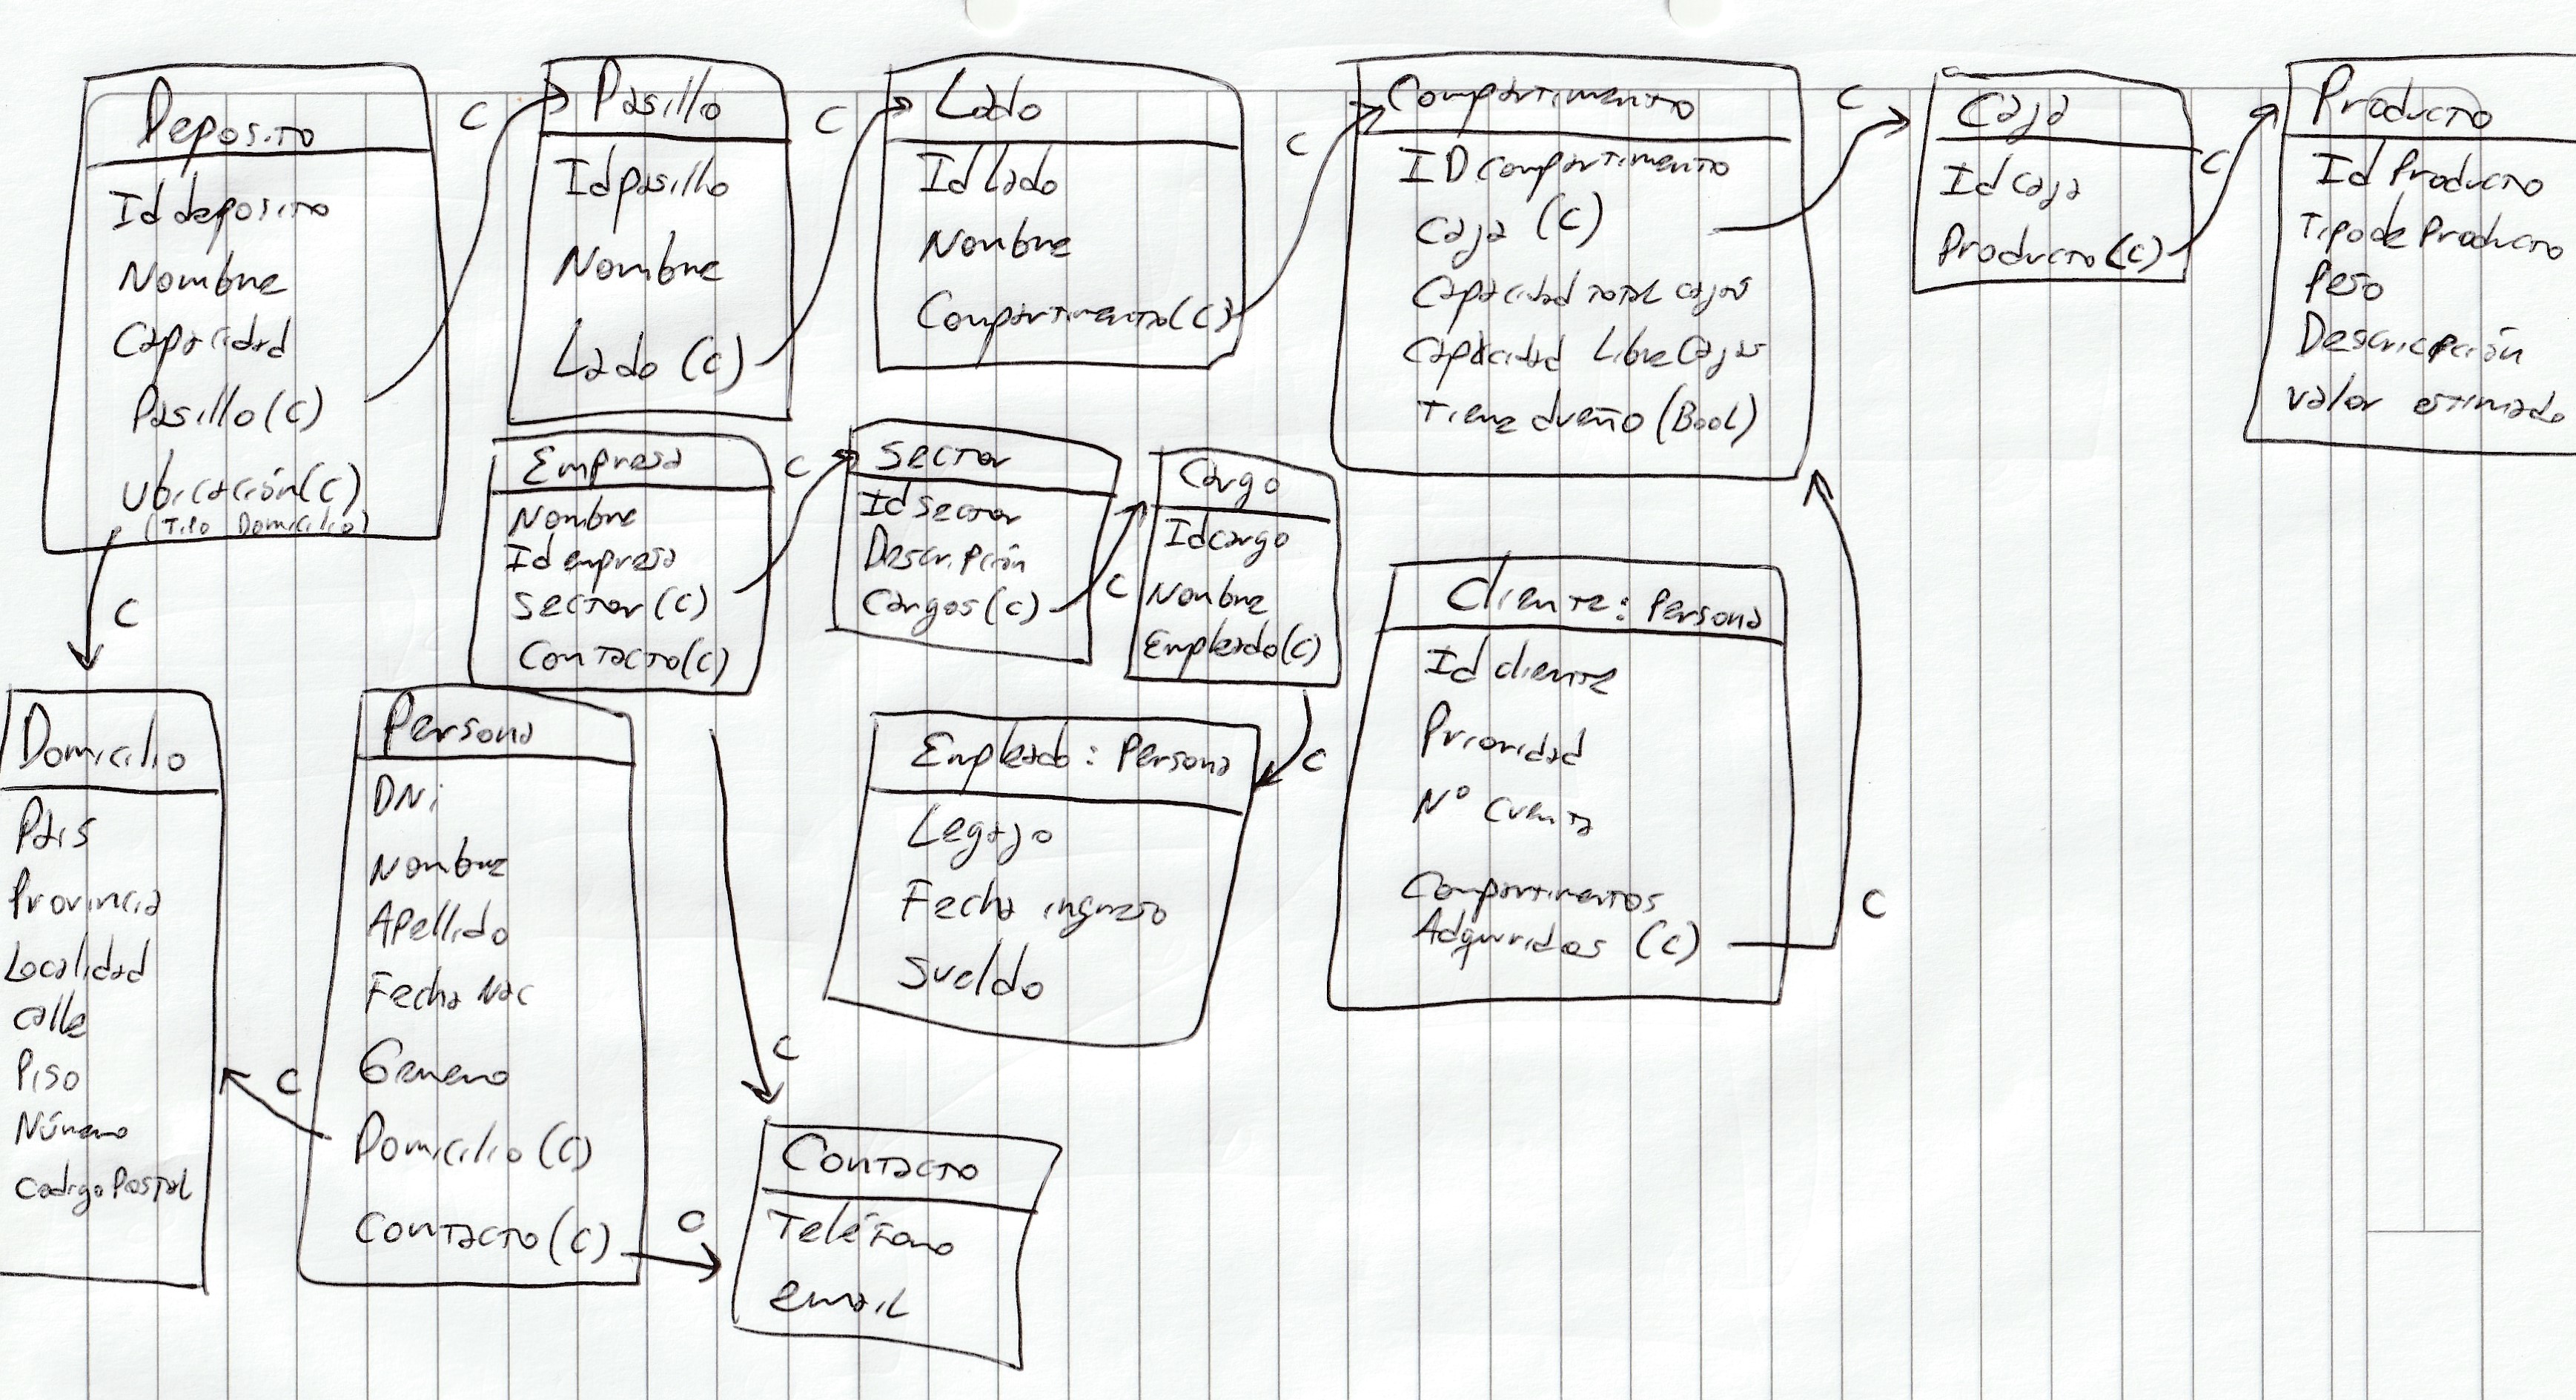 Deposito
Id deposito
Nombre
Capacidad
Pasillo (C)
Ubicación (C)
(Tipo Domicilio)
C
Pasillo
Id pasillo
Nombre
Lado (C)
C
Lado
Id Lado
Nombre
Compartimento (C)
C
Compartimento
ID compartimento
Caja (C)
Capacidad total cajas
Capacidad Libre Cajas
Tiene dueño (Bool)
C
Caja
Id caja
Producto (C)
C
Producto
Id Producto
Tipo de Producto
Peso
Descripción
Valor estimado
Empresa
Nombre
Id empresa
Sector (C)
Contacto (C)
C
Sector
Id sector
Descripción
Cargos (C)
C
Cargo
Id cargo
Nombre
Empleado (C)
C
Cliente: Persona
Id cliente
Prioridad
N° Cuenta
Compartimentos
Adquiridos (C)
C
C
Domicilio
País
Provincia
Localidad
Calle
Piso
Número
Codigo Postal
C
Persona
DNi
Nombre
Apellido
Fecha Nac
Genero
Domicilio (C)
Contacto (C)
C
Empleado: Persona
Legajo
Fecha ingreso
Sueldo
C
Contacto
Teléfono
email